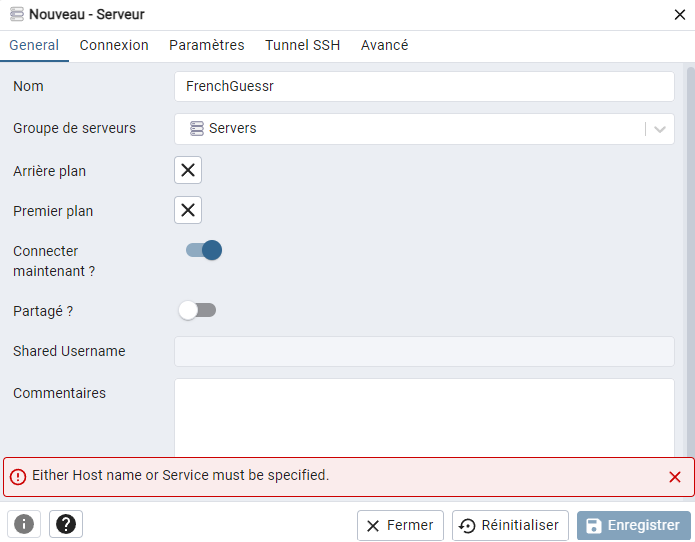 Nouveau - Serveur
General Connexion Paramètres Tunnel SSH Avancé
Nom FrenchGuessr
Groupe de serveurs Servers
Arrière plan
Premier plan
Connecter
maintenant ?
Partagé ?
Shared Username
Commentaires
Either Host name or Service must be specified.
Fermer Réinitialiser Enregistrer